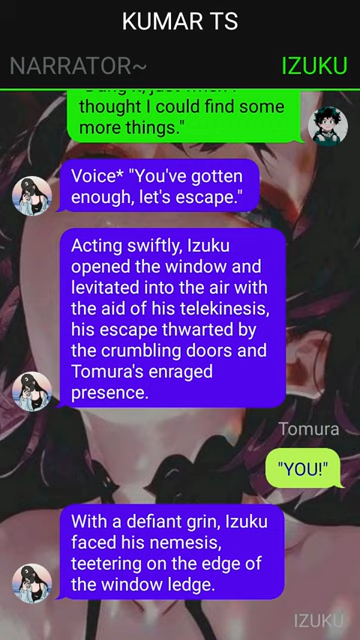 KUMAR TS
NARRATOR~
IZUKU
thought I could find some
more things."
Voice* "You've gotten
enough, let's escape."
Acting swiftly, Izuku
opened the window and
levitated into the air with
the aid of his telekinesis,
his escape thwarted by
the crumbling doors and
Tomura's enraged
presence.
Tomura
"YOU!"
With a defiant grin, Izuku
faced his nemesis,
teetering on the edge of
the window ledge.
IZUKU